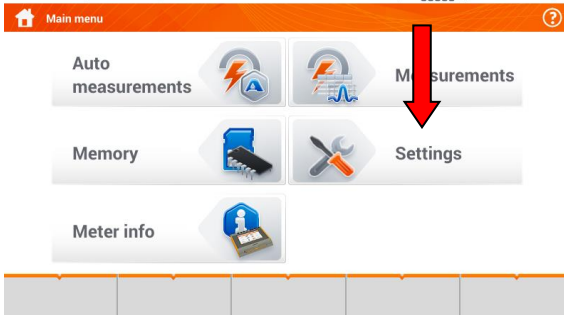 Main menu
?
Auto
measurements
A
Measurements
Memory
Settings
Meter info